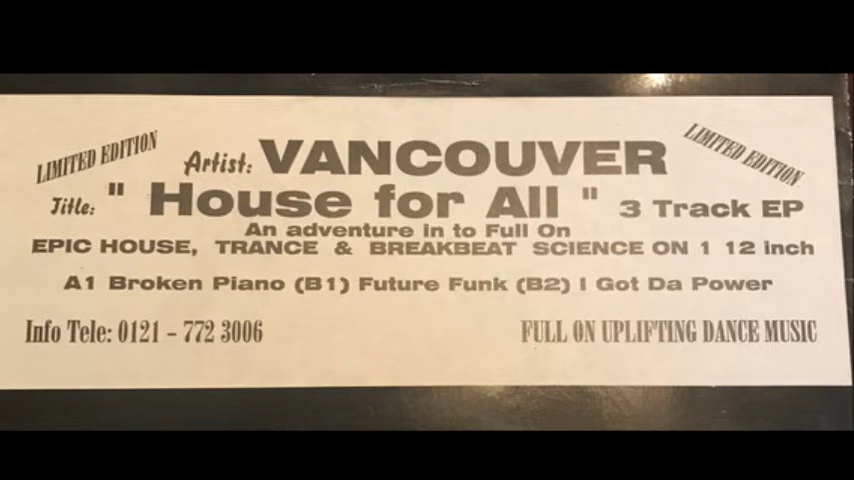 LIMITED EDITION
LIMITED EDITION
Artist: VANCOUVER
Title: " House for All " 3 Track EP
An adventure in to Full On
EPIC HOUSE, TRANCE & BREAKBEAT SCIENCE ON 1 12 inch
A1 Broken Piano (B1) Future Funk (B2) I Got Da Power
Info Tele: 0121 - 772 3006
FULL ON UPLIFTING DANCE MUSIC